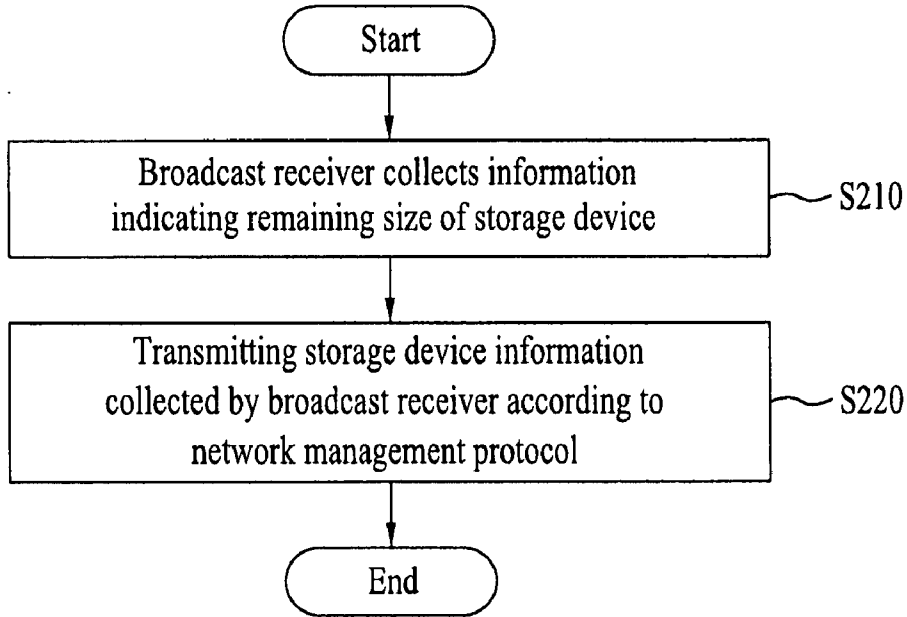 Start
Broadcast receiver collects information
indicating remaining size of storage device
S210
Transmitting storage device information
collected by broadcast receiver according to
network management protocol
S220
End